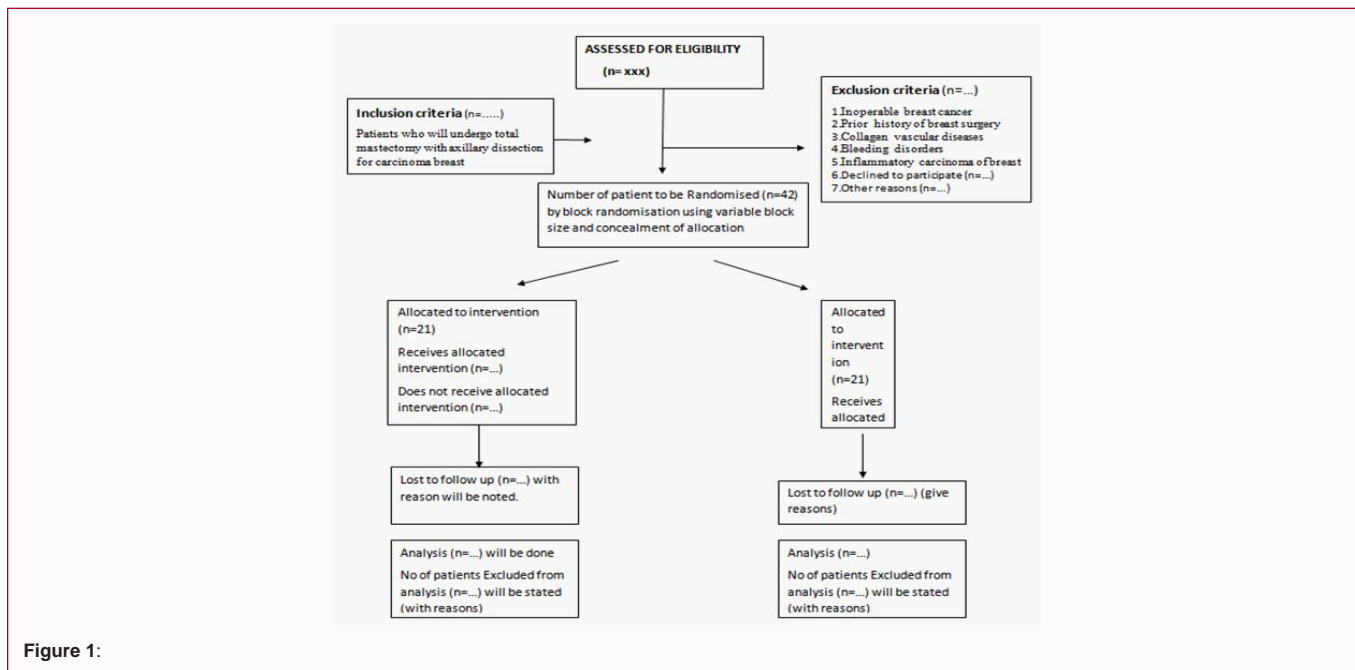 ASSESSED FOR ELIGIBILITY
(n= xxx)
Inclusion criteria (n=.....)
Patients who will undergo total
mastectomy with axillary dissection
for carcinoma breast
Exclusion criteria (n=...)
1.Inoperable breast cancer
2.Prior history of breast surgery
3.Collagen vascular diseases
4.Bleeding disorders
5.Inflammatory carcinoma of breast
6.Declined to participate (n=...)
7.Other reasons (n=...)
Number of patient to be Randomised (n=42)
by block randomisation using variable block
size and concealment of allocation
Allocated to intervention
(n=21)
Receives allocated
intervention (n=...)
Does not receive allocated
intervention (n=...)
Allocated
to
intervent
ion
(n=21)
Receives
allocated
Lost to follow up (n=...) with
reason will be noted.
Lost to follow up (n=...) (give
reasons)
Analysis (n=...) will be done
No of patients Excluded from
analysis (n=...) will be stated
(with reasons)
Analysis (n=...)
No of patients Excluded from
analysis (n=...) will be stated
(with reasons)
Figure 1: